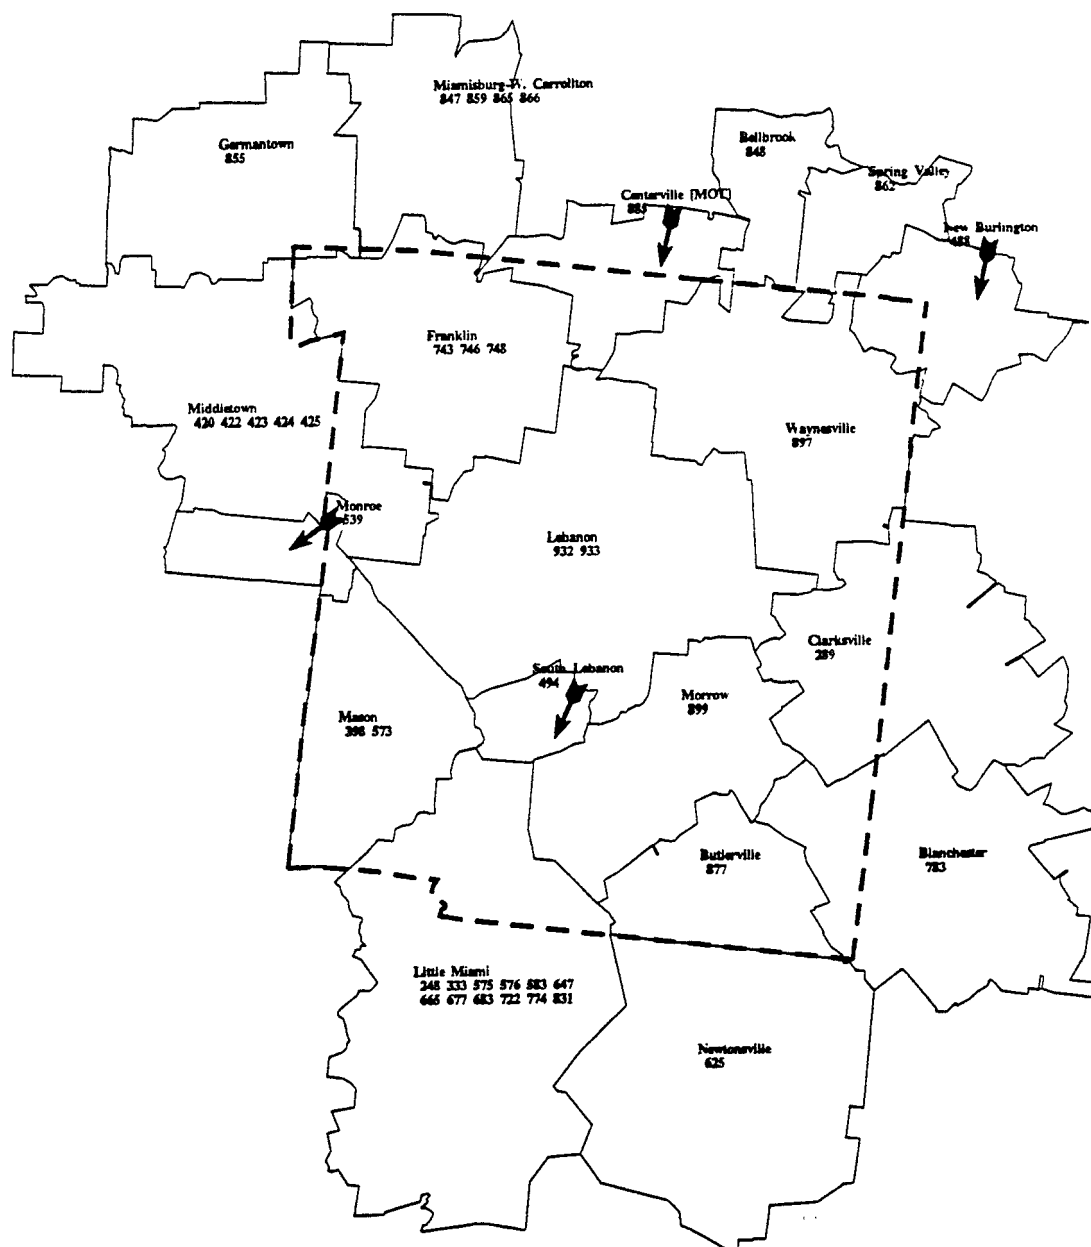 Miamisburg-W. Carrollton
847 859 865 866
Germantown
855
Bellbrook
848
Spring Valley
862
Centerville [MOT]
885
New Burlington
488
Franklin
743 746 748
Middletown
420 422 423 424 425
Waynesville
897
Monroe
539
Lebanon
932 933
Clarksville
289
South Lebanon
494
Morrow
899
Mason
398 573
Butlerville
877
Blanchester
783
Little Miami
248 333 575 576 583 647
665 677 683 722 774 831
Newtonsville
625